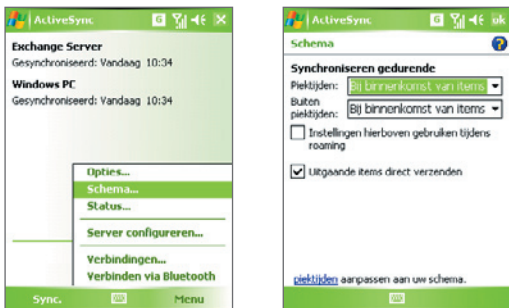 ActiveSync
G
Exchange Server
Gesynchroniseerd: Vandaag 10:34
Windows PC
Gesynchroniseerd: Vandaag 10:34
Opties...
Schema...
Status...
Server configureren...
Verbindingen...
Verbinden via Bluetooth
Sync.
Menu
ActiveSync
G
ok
Schema
?
Synchroniseren gedurende
Piektijden: Bij binnenkomst van items
Buiten piektijden: Bij binnenkomst van items
Instellingen hierboven gebruiken tijdens
roaming
Uitgaande items direct verzenden
piektijden aanpassen aan uw schema.